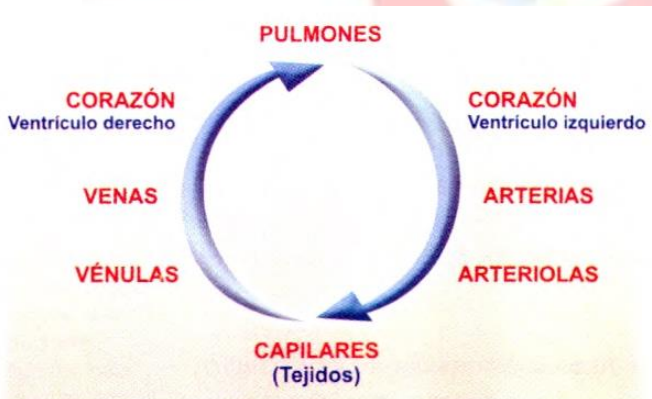 PULMONES
CORAZÓN
Ventrículo derecho
CORAZÓN
Ventrículo izquierdo
VENAS
ARTERIAS
VÉNULAS
ARTERIOLAS
CAPILARES
(Tejidos)